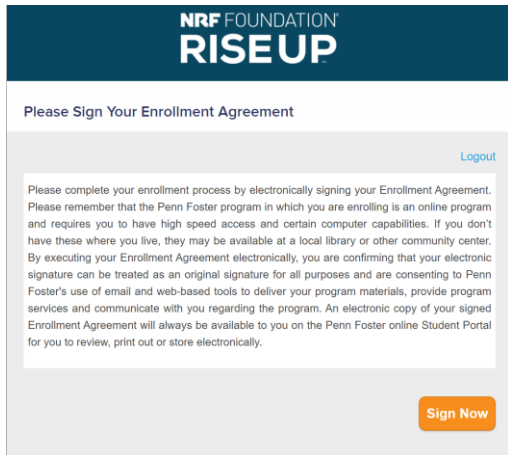 NRF FOUNDATION
RISE UP
Please Sign Your Enrollment Agreement
Logout
Please complete your enrollment process by electronically signing your Enrollment Agreement.
Please remember that the Penn Foster program in which you are enrolling is an online program
and requires you to have high speed access and certain computer capabilities. If you don't
have these where you live, they may be available at a local library or other community center.
By executing your Enrollment Agreement electronically, you are confirming that your electronic
signature can be treated as an original signature for all purposes and are consenting to Penn
Foster's use of email and web-based tools to deliver your program materials, provide program
services and communicate with you regarding the program. An electronic copy of your signed
Enrollment Agreement will always be available to you on the Penn Foster online Student Portal
for you to review, print out or store electronically.
Sign Now